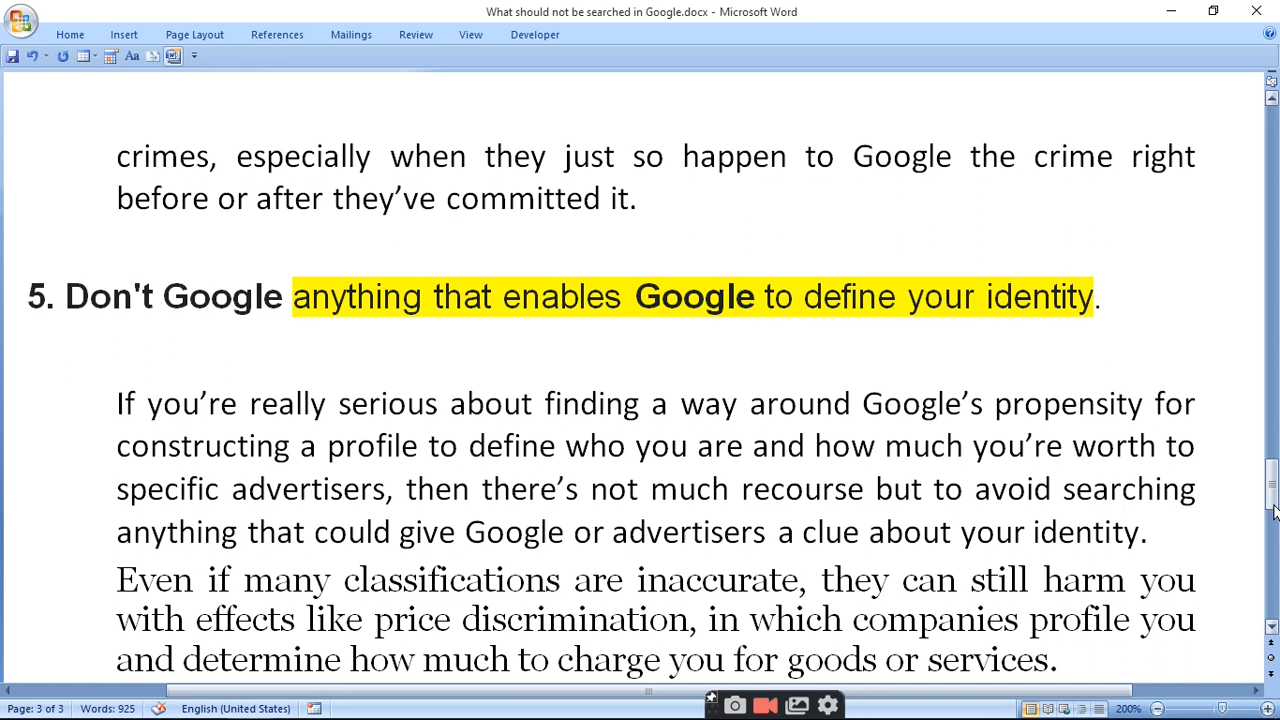 What should not be searched in Google.docx - Microsoft Word
Home Insert Page Layout References Mailings Review View Developer
crimes, especially when they just so happen to Google the crime right
before or after they've committed it.
5. Don't Google anything that enables Google to define your identity.
If you're really serious about finding a way around Google's propensity for
constructing a profile to define who you are and how much you're worth to
specific advertisers, then there's not much recourse but to avoid searching
anything that could give Google or advertisers a clue about your identity.
Even if many classifications are inaccurate, they can still harm you
with effects like price discrimination, in which companies profile you
and determine how much to charge you for goods or services.
Page: 3 of 3 Words: 923 English (United States) 200%